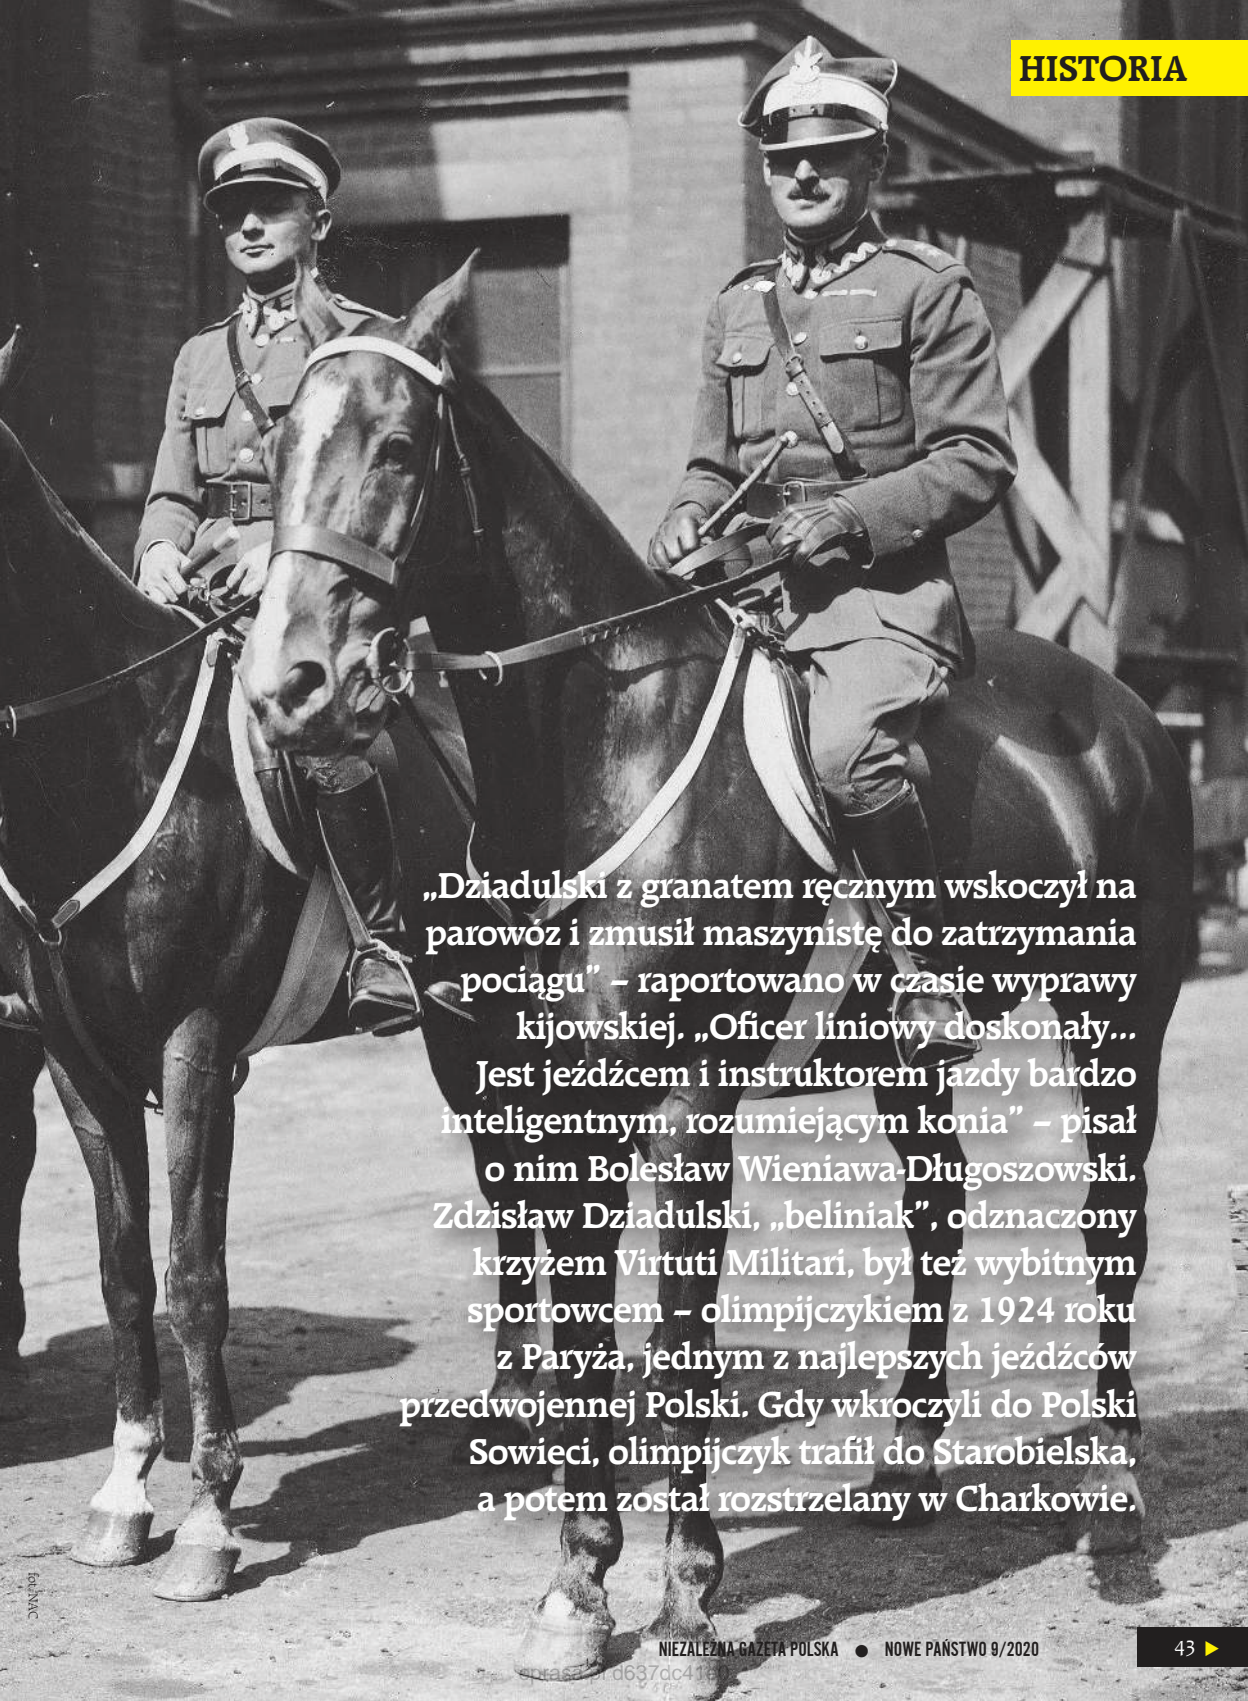 HISTORIA
„Dziadulski z granatem ręcznym wskoczył na
parowóz i zmusił maszynistę do zatrzymania
pociągu” – raportowano w czasie wyprawy
kijowskiej. „Oficer liniowy doskonały...
Jest jeźdźcem i instruktorem jazdy bardzo
inteligentnym, rozumiejącym konia” – pisał
o nim Bolesław Wieniawa-Długoszowski.
Zdzisław Dziadulski, „beliniak”, odznaczony
krzyżem Virtuti Militari, był też wybitnym
sportowcem – olimpijczykiem z 1924 roku
z Paryża, jednym z najlepszych jeźdźców
przedwojennej Polski. Gdy wkroczyli do Polski
Sowieci, olimpijczyk trafił do Starobielska,
a potem został rozstrzelany w Charkowie.
fot. NAC
NIEZALEŻNA GAZETA POLSKA ● NOWE PAŃSTWO 9/2020 43